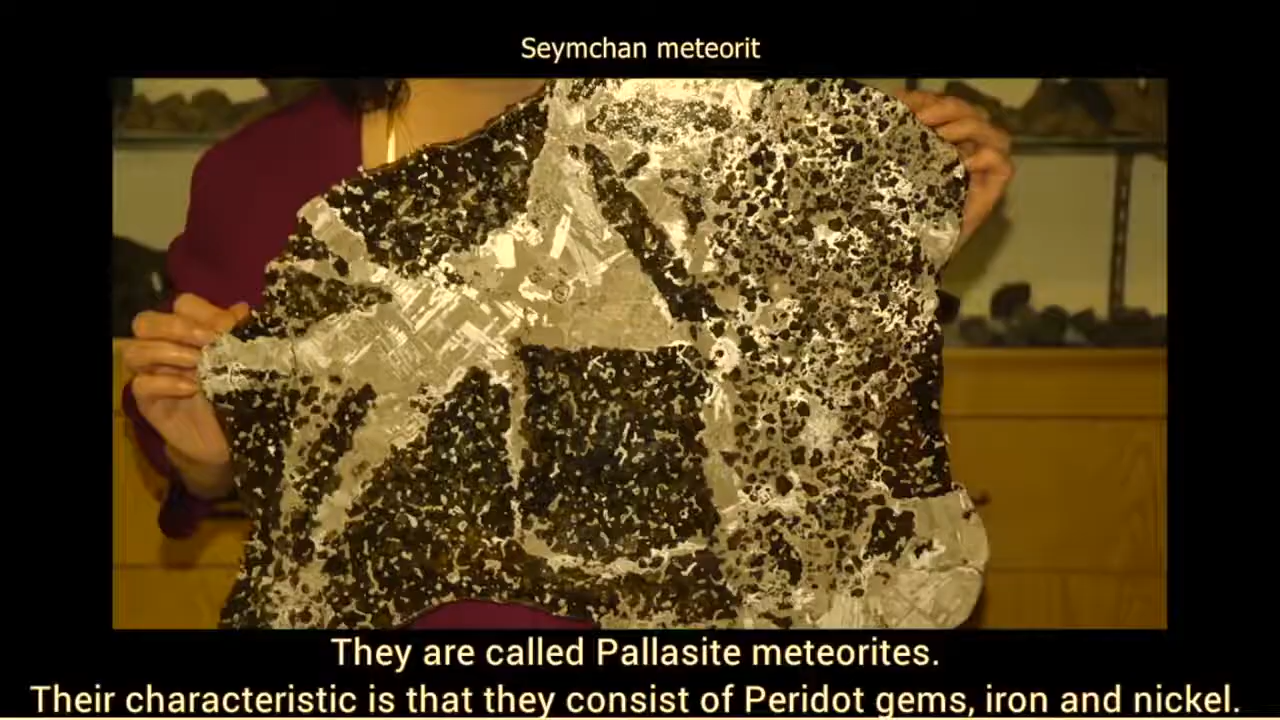 Seymchan meteorit
They are called Pallasite meteorites.
Their characteristic is that they consist of Peridot gems, iron and nickel.